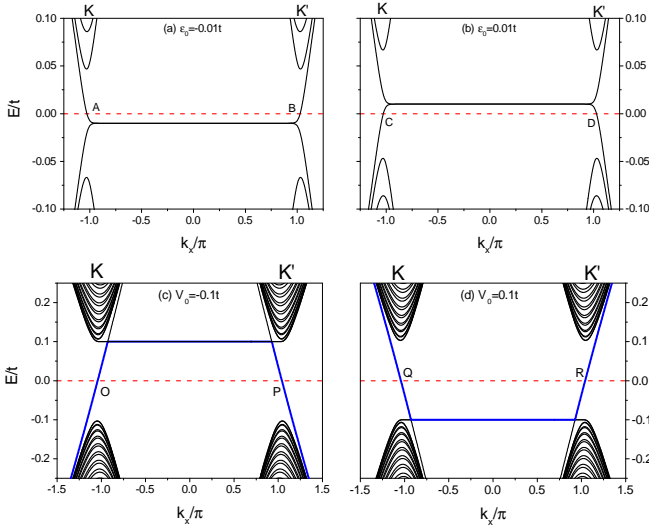 K K'
(a) ε₀=-0.01t
A B
0.10
0.05
0.00
-0.05
-0.10
E/t
-1.0 -0.5 0.0 0.5 1.0
kₓ/π
K K'
(b) ε₀=0.01t
C D
0.10
0.05
0.00
-0.05
-0.10
-1.0 -0.5 0.0 0.5 1.0
kₓ/π
K K'
(c) V₀=-0.1t
O P
0.2
0.1
0.0
-0.1
-0.2
E/t
-1.5 -1.0 -0.5 0.0 0.5 1.0 1.5
kₓ/π
K K'
(d) V₀=0.1t
Q R
0.2
0.1
0.0
-0.1
-0.2
-1.5 -1.0 -0.5 0.0 0.5 1.0 1.5
kₓ/π